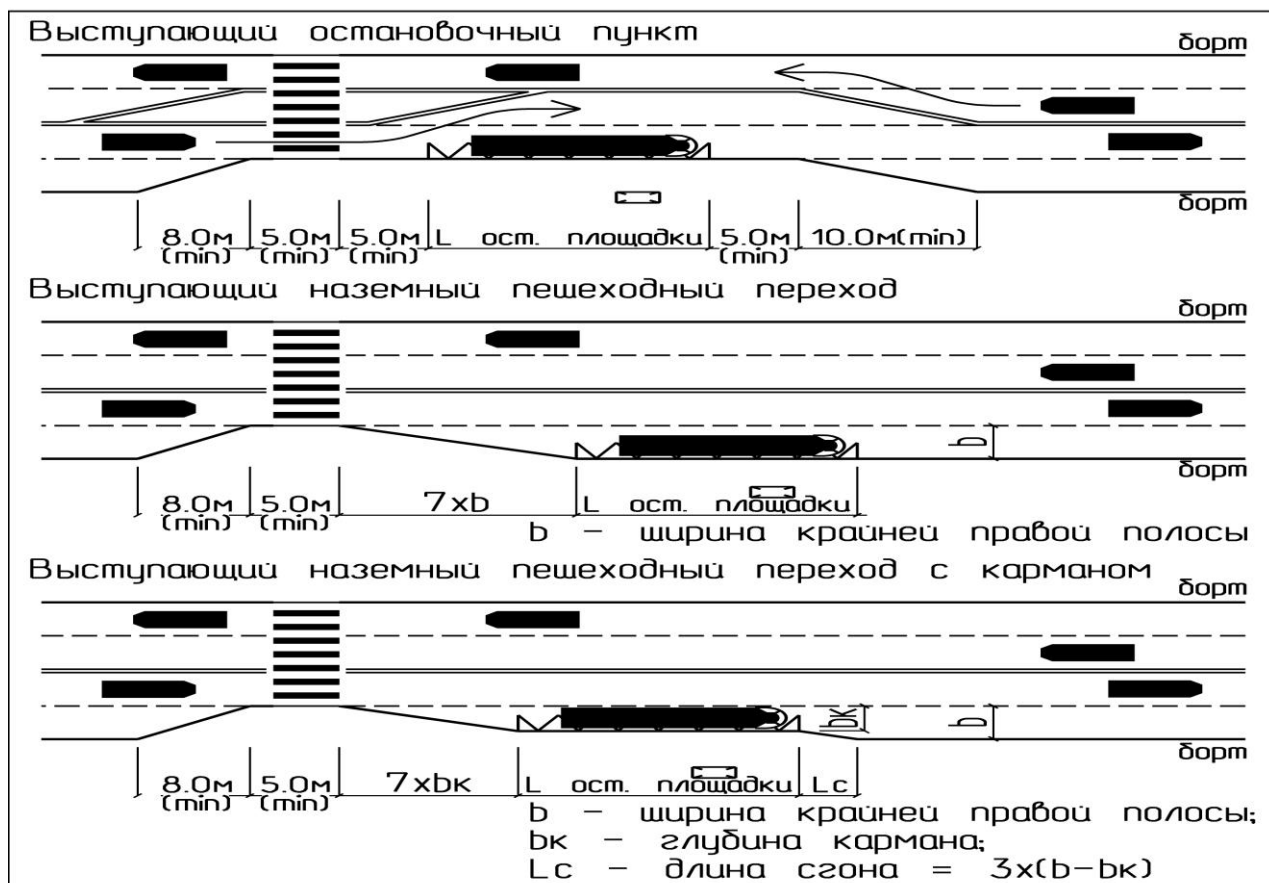 Выступающий остановочный пункт
борт
борт
8.0м (min) 5.0м (min) 5.0м (min) L ост. площадки 5.0м (min) 10.0м(min)
Выступающий наземный пешеходный переход
борт
b
борт
8.0м (min) 5.0м (min) 7xb L ост. площадки
b - ширина крайней правой полосы
Выступающий наземный пешеходный переход с карманом
борт
bк b
борт
8.0м (min) 5.0м (min) 7xbк L ост. площадки Lс
b - ширина крайней правой полосы;
bк - глубина кармана;
Lс - длина сгона = 3x(b-bк)